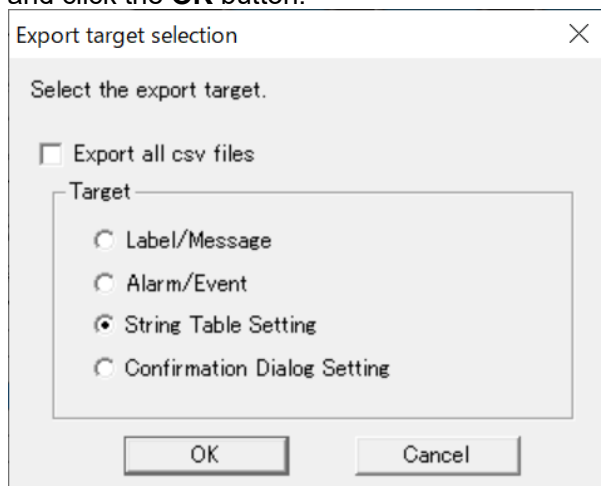 and click the OK button.
Export target selection
Select the export target.
Export all csv files
Target
Label/Message
Alarm/Event
String Table Setting
Confirmation Dialog Setting
OK Cancel